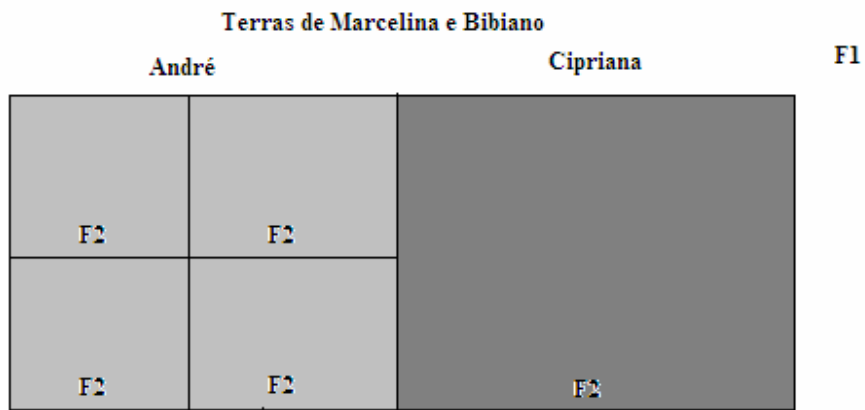 Terras de Marcelina e Bibiano
André Cipriana F1
F2 F2
F2 F2 F2